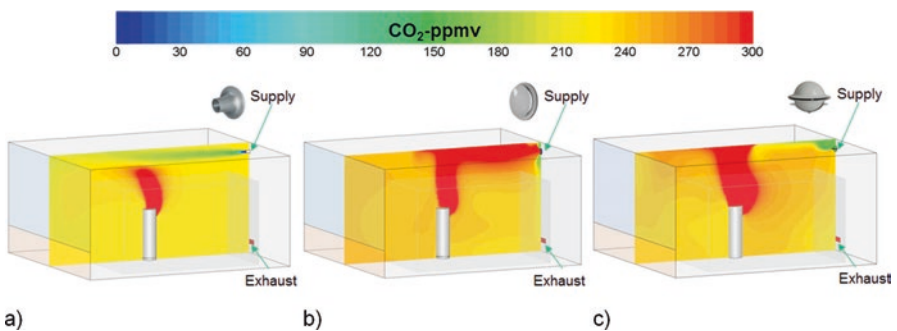 CO₂-ppmv
0 30 60 90 120 150 180 210 240 270 300
Supply Supply Supply
Exhaust Exhaust Exhaust
a) b) c)